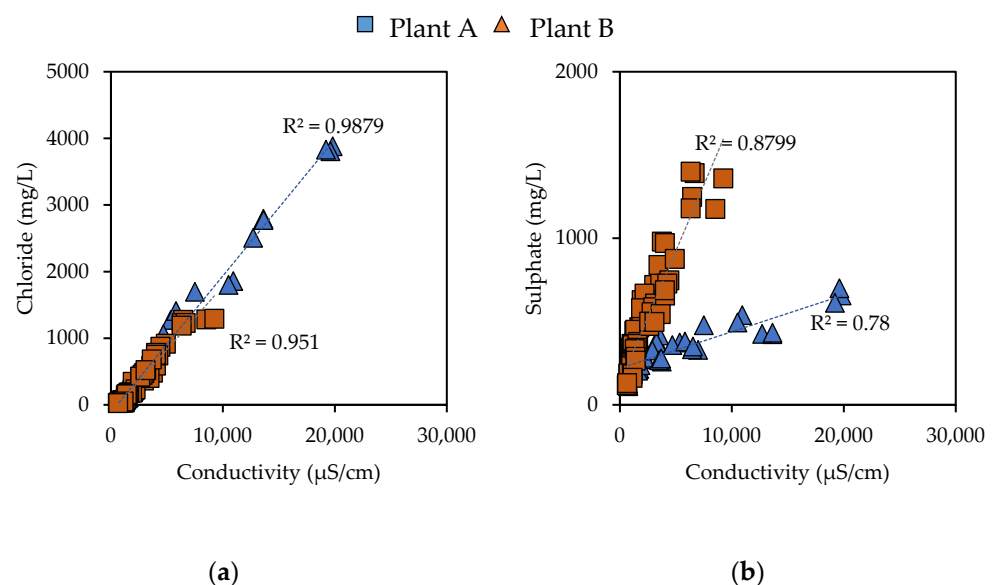 Plant A Plant B
5000
4000
3000
2000
1000
0
0 10,000 20,000 30,000
Chloride (mg/L)
Conductivity (µS/cm)
R² = 0.9879
R² = 0.951
(a)
2000
1000
0
0 10,000 20,000 30,000
Sulphate (mg/L)
Conductivity (µS/cm)
R² = 0.8799
R² = 0.78
(b)